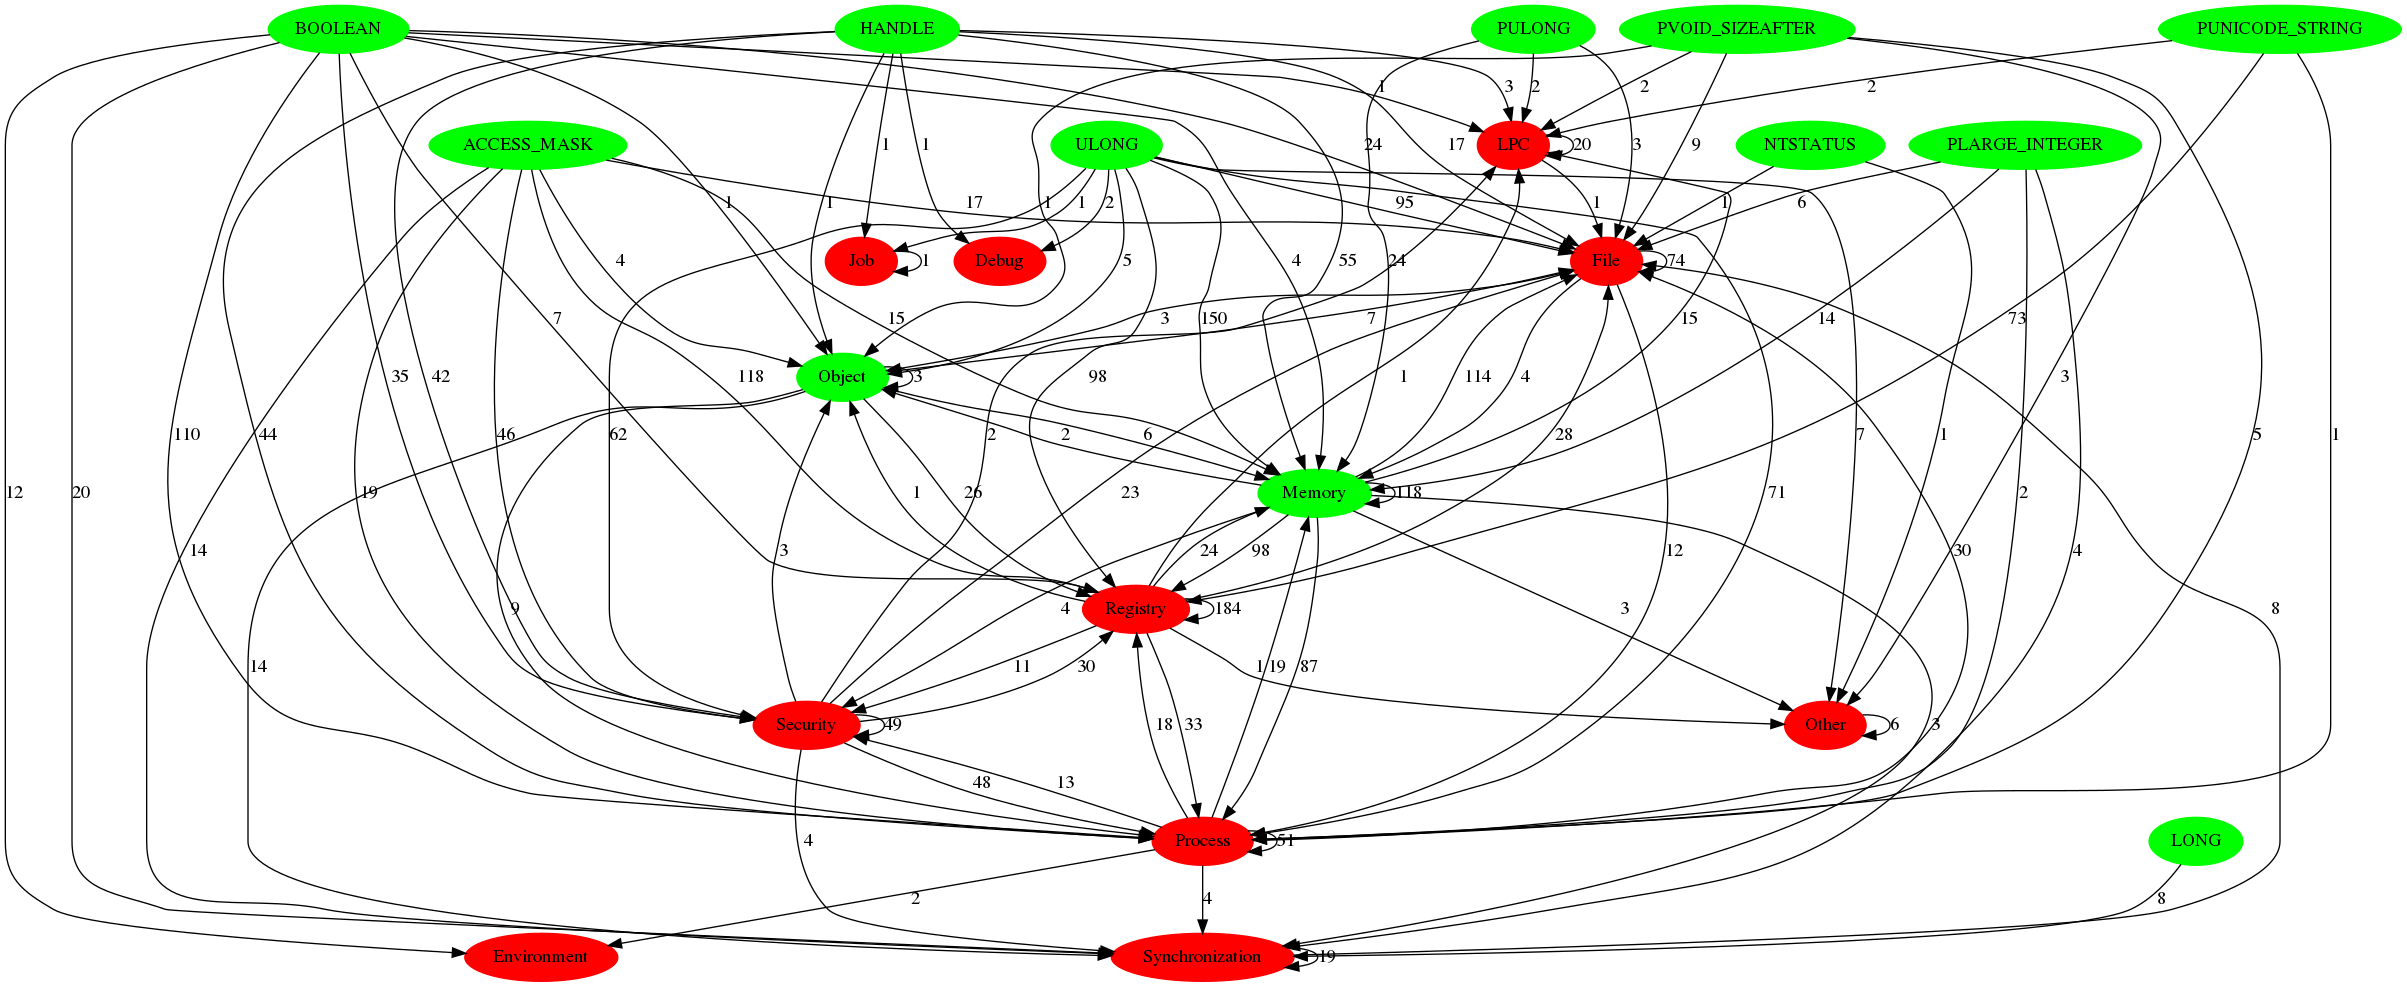 BOOLEAN HANDLE PULONG PVOID_SIZEAFTER PUNICODE_STRING
1 3 2 2 2
ACCESS_MASK ULONG LPC NTSTATUS PLARGE_INTEGER
1 1 24 17 20 3 9
1 17 1 1 1 2 95 1 1 6
Job Debug File
4 1 5 4 55 24 74
7 15 150 3 7 15 14 73 3
Object
35 42 118 3 98 114 4 1
110 44 46 62 2 2 6 28 7 1 2 5 1
Memory
12 20 19 1 26 23 118 71
14 3 24 98 12 30 4
Registry
9 4 184 8
14 11 30 1 19 87 3
Security Other
49 18 33 6 3
48 13
Process LONG
4 51
2 4 8
Environment Synchronization
19